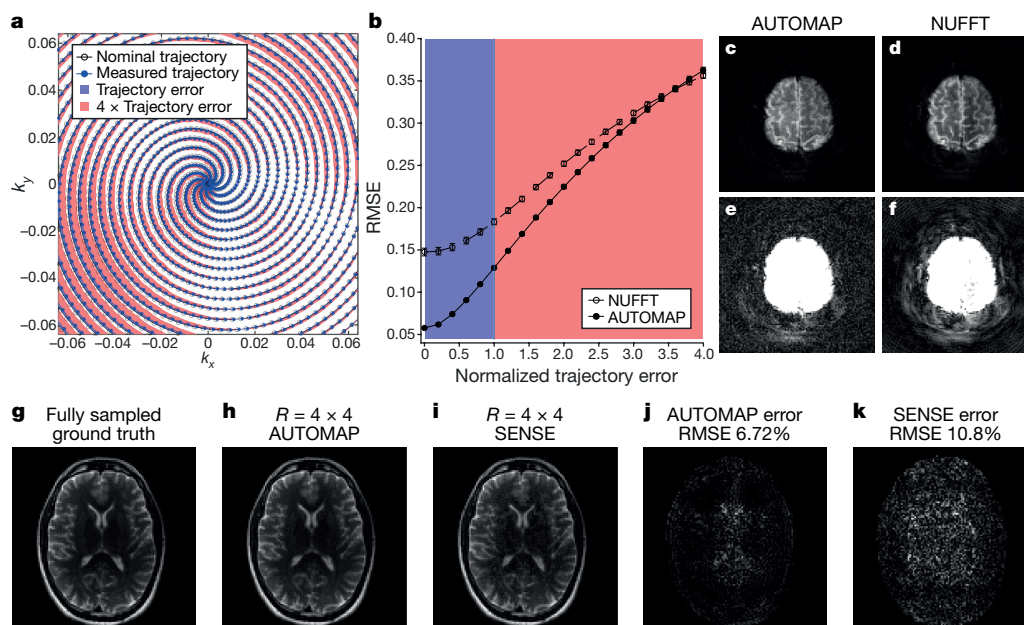 a
0.06
0.04
0.02
0
−0.02
−0.04
−0.06
ky
−0.06
−0.04
−0.02
0
0.02
0.04
0.06
kx
Nominal trajectory
Measured trajectory
Trajectory error
4 × Trajectory error
b
0.40
0.35
0.30
0.25
0.20
0.15
0.10
0.05
RMSE
0
0.5
1.0
1.5
2.0
2.5
3.0
3.5
4.0
Normalized trajectory error
NUFFT
AUTOMAP
AUTOMAP
NUFFT
c
d
e
f
g
Fully sampled
ground truth
h
R = 4 × 4
AUTOMAP
i
R = 4 × 4
SENSE
j
AUTOMAP error
RMSE 6.72%
k
SENSE error
RMSE 10.8%